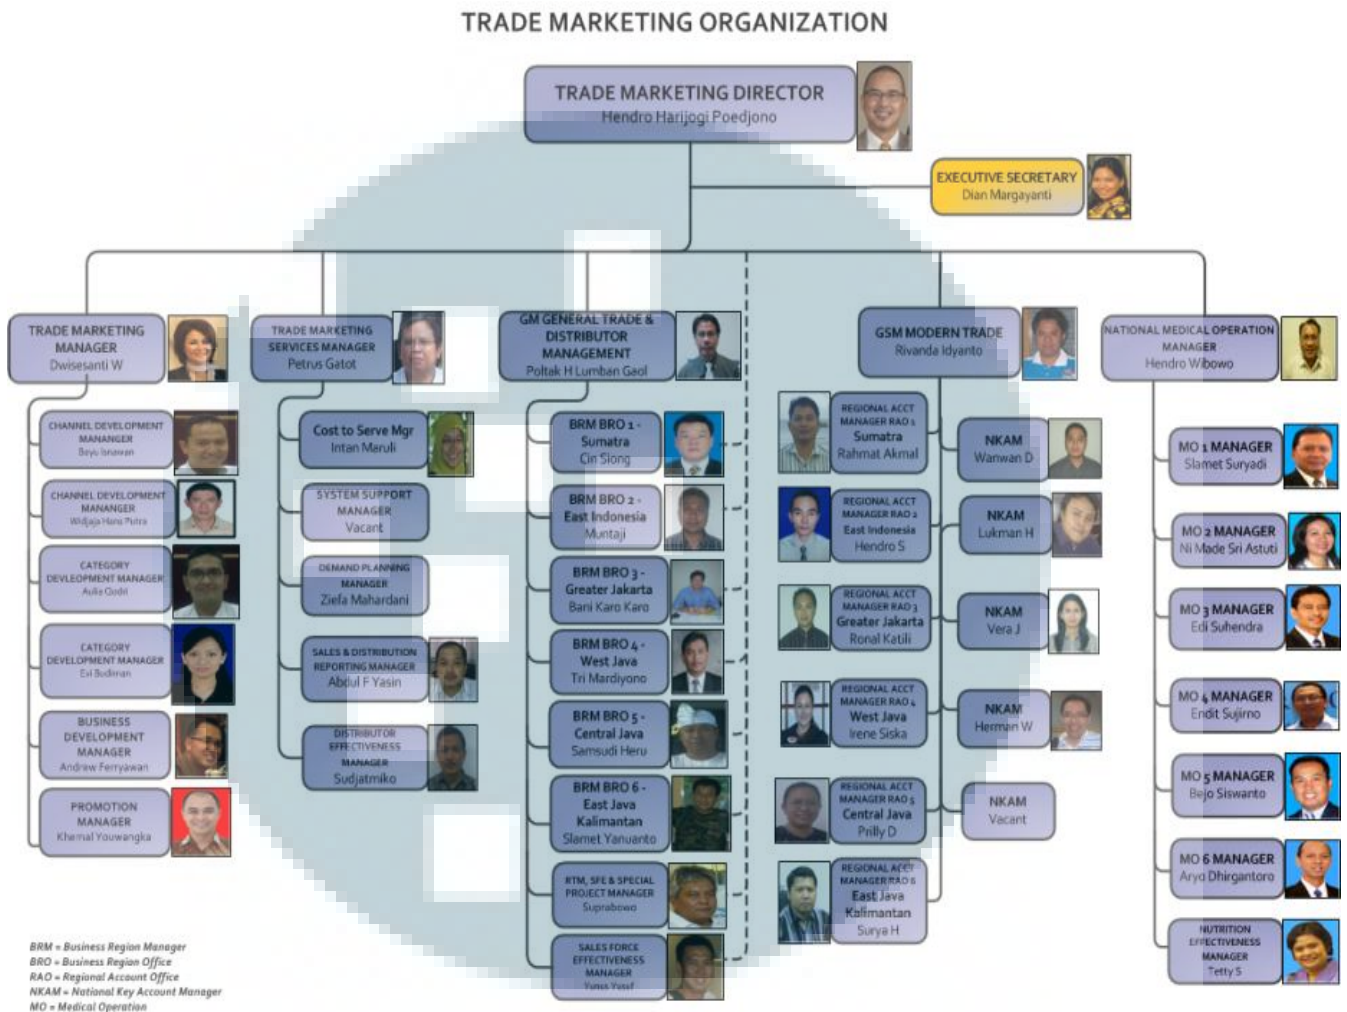 TRADE MARKETING ORGANIZATION
TRADE MARKETING DIRECTOR
Hendro Harijogi Poedjono
EXECUTIVE SECRETARY
Dian Margayanti
TRADE MARKETING
MANAGER
Dwisesanti W
CHANNEL DEVELOPMENT
MANANGER
Bayu Isnawan
CHANNEL DEVELOPMENT
MANANGER
Widjaja Hans Putra
CATEGORY
DEVLEOPMENT MANAGER
Aulia
CATEGORY
DEVELOPMENT MANAGER
Evi Budiman
BUSINESS
DEVELOPMENT
MANAGER
Andrew Ferryawan
PROMOTION
MANAGER
Khemal Youwangka
TRADE MARKETING
SERVICES MANAGER
Petrus Gatot
Cost to Serve Mgr
Intan Maruli
SYSTEM SUPPORT
MANAGER
Vacant
DEMAND PLANNING
MANAGER
Ziefa Mahardani
SALES & DISTRIBUTION
REPORTING MANAGER
Abdul F Yasin
DISTRIBUTOR
EFFECTIVENESS
MANAGER
Sudjatmiko
GM GENERAL TRADE &
DISTRIBUTOR
MANAGEMENT
Poltak H Lumban Gaol
BRM BRO 1 -
Sumatra
Cin Siong
BRM BRO 2 -
East Indonesia
Muntaji
BRM BRO 3 -
Greater Jakarta
Bani Karo Karo
BRM BRO 4 -
West Java
Tri Mardiyono
BRM BRO 5 -
Central Java
Samsudi Heru
BRM BRO 6 -
East Java
Kalimantan
Slamet Yanuanto
RTM, SFE & SPECIAL
PROJECT MANAGER
Suprabowo
SALES FORCE
EFFECTIVENESS
MANAGER
Yunus Yusuf
GSM MODERN TRADE
Rivanda Idyanto
REGIONAL ACCT
MANAGER RAO 1
Sumatra
Rahmat Akmal
REGIONAL ACCT
MANAGER RAO 2
East Indonesia
Hendro S
REGIONAL ACCT
MANAGER RAO 3
Greater Jakarta
Ronal Katili
REGIONAL ACCT
MANAGER RAO 4
West Java
Irene Siska
REGIONAL ACCT
MANAGER RAO 5
Central Java
Prilly D
REGIONAL ACCT
MANAGER RAO 6
East Java
Kalimantan
Surya H
NKAM
Wanwan D
NKAM
Lukman H
NKAM
Vera J
NKAM
Herman W
NKAM
Vacant
NATIONAL MEDICAL OPERATION
MANAGER
Hendro Wibowo
MO 1 MANAGER
Slamet Suryadi
MO 2 MANAGER
Ni Made Sri Astuti
MO 3 MANAGER
Edi Suhendra
MO 4 MANAGER
Endit Sujirno
MO 5 MANAGER
Bejo Siswanto
MO 6 MANAGER
Aryo Dhirgantoro
NUTRITION
EFFECTIVENESS
MANAGER
Tetty S
BRM = Business Region Manager
BRO = Business Region Office
RAO = Regional Account Office
NKAM = National Key Account Manager
MO = Medical Operation